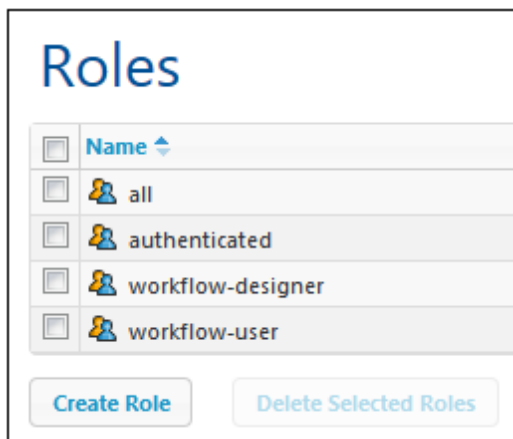 Roles
Name
all
authenticated
workflow-designer
workflow-user
Create Role Delete Selected Roles